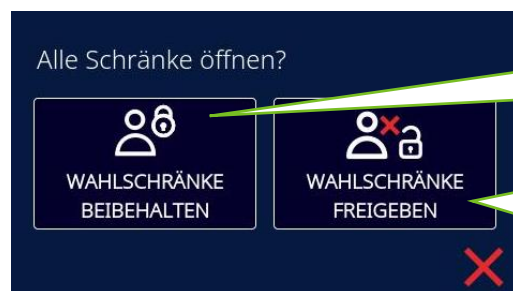 Alle Schränke öffnen?
WAHLSCHRÄNKE
BEIBEHALTEN
WAHLSCHRÄNKE
FREIGEBEN